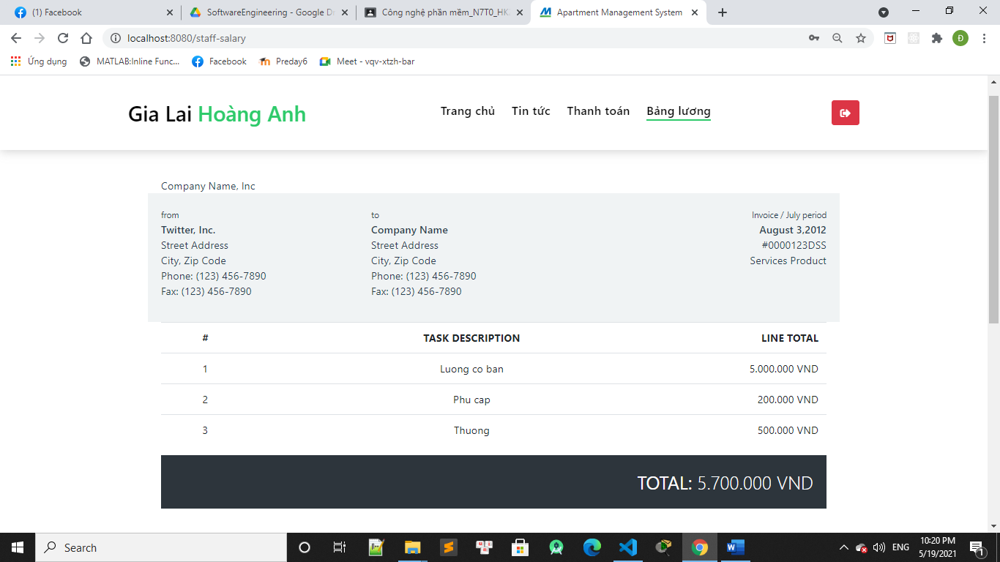 (1) Facebook
SoftwareEngineering - Google Dr
Công nghệ phần mềm_N7T0_HK
Apartment Management System
localhost:8080/staff-salary
Ứng dụng
MATLAB:Inline Func...
Facebook
Preday6
Meet - vqv-xtzh-bar
Gia Lai Hoàng Anh
Trang chủ
Tin tức
Thanh toán
Bảng lương
Company Name, Inc
from
Twitter, Inc.
Street Address
City, Zip Code
Phone: (123) 456-7890
Fax: (123) 456-7890
to
Company Name
Street Address
City, Zip Code
Phone: (123) 456-7890
Fax: (123) 456-7890
Invoice / July period
August 3,2012
#0000123DSS
Services Product
# TASK DESCRIPTION LINE TOTAL
1 Luong co ban 5.000.000 VND
2 Phu cap 200.000 VND
3 Thuong 500.000 VND
TOTAL: 5.700.000 VND
Search
ENG
10:20 PM
5/19/2021
1